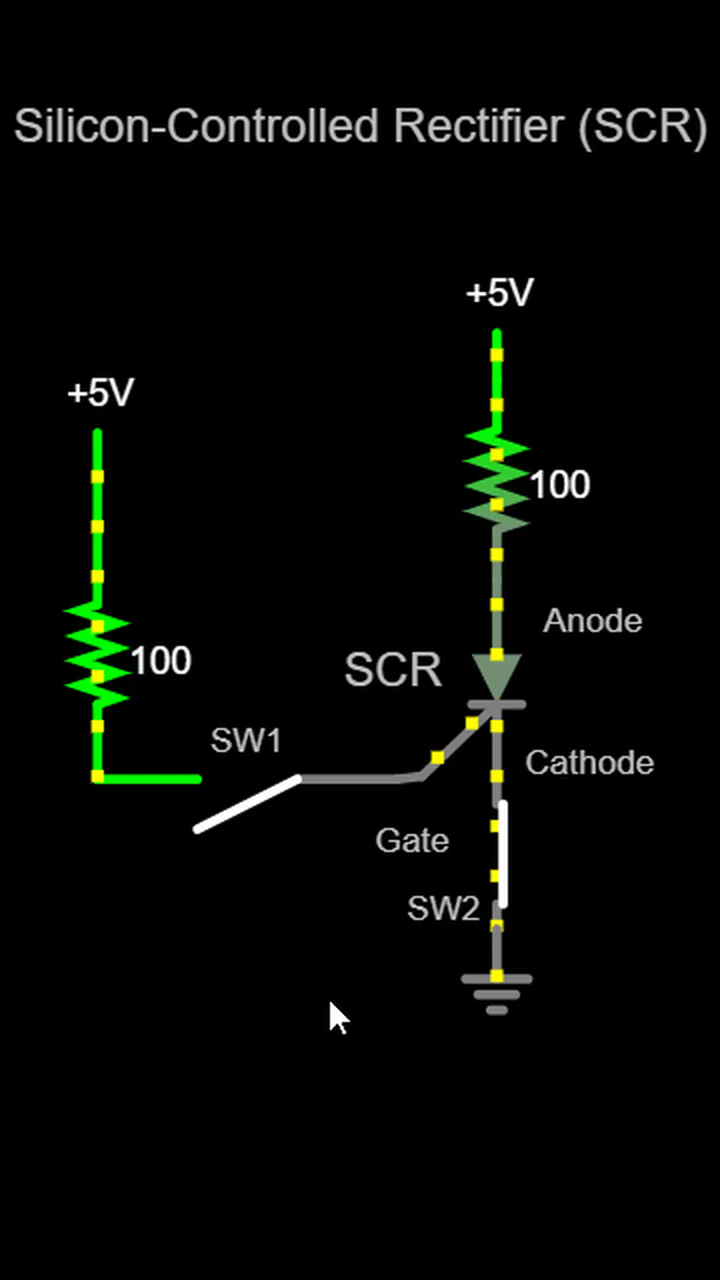 Silicon-Controlled Rectifier (SCR)
+5V
+5V
100
Anode
SCR
100
SW1
Cathode
Gate
SW2